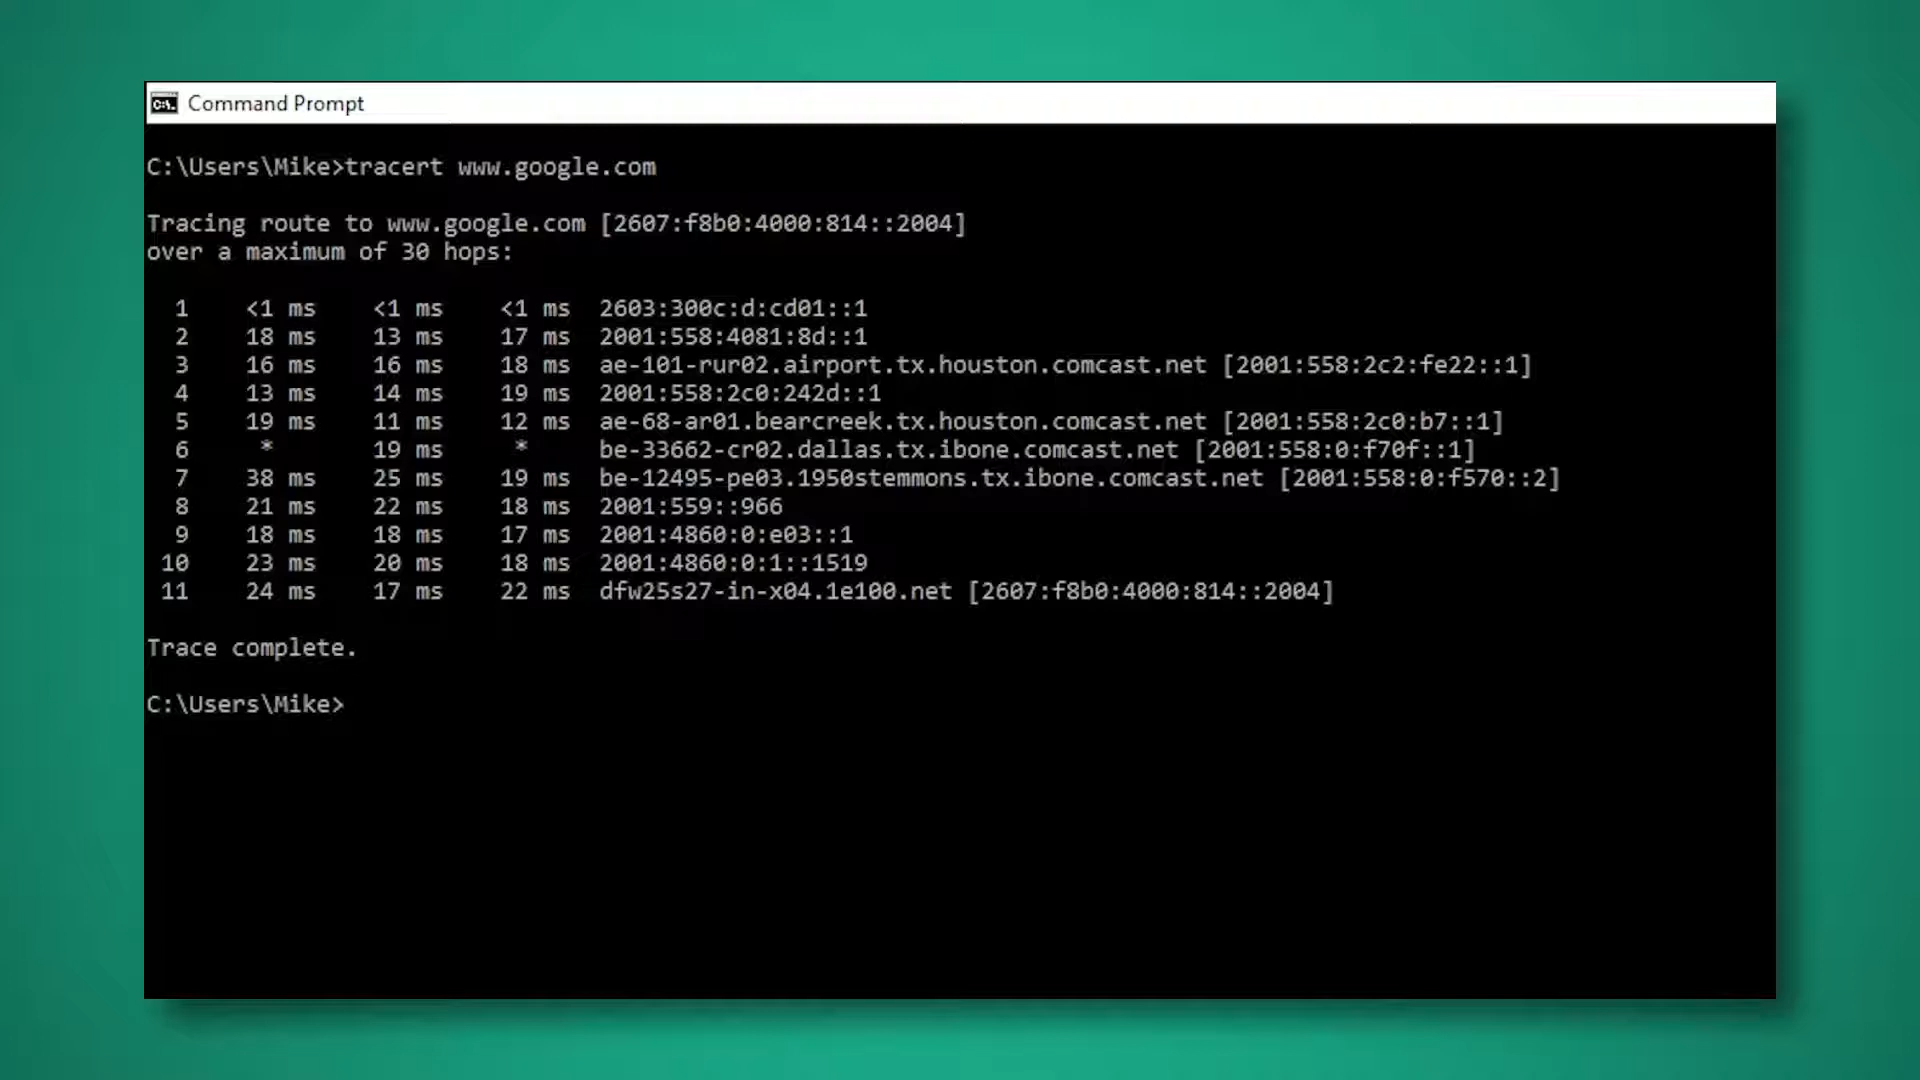 Command Prompt
C:\Users\Mike>tracert www.google.com
Tracing route to www.google.com [2607:f8b0:4000:814::2004]
over a maximum of 30 hops:
1 <1 ms <1 ms <1 ms 2603:300c:d:cd01::1
2 18 ms 13 ms 17 ms 2001:558:4081:8d::1
3 16 ms 16 ms 18 ms ae-101-rur02.airport.tx.houston.comcast.net [2001:558:2c2:fe22::1]
4 13 ms 14 ms 19 ms 2001:558:2c0:242d::1
5 19 ms 11 ms 12 ms ae-68-ar01.bearcreek.tx.houston.comcast.net [2001:558:2c0:b7::1]
6 * 19 ms * be-33662-cr02.dallas.tx.ibone.comcast.net [2001:558:0:f70f::1]
7 38 ms 25 ms 19 ms be-12495-pe03.1950stemmons.tx.ibone.comcast.net [2001:558:0:f570::2]
8 21 ms 22 ms 18 ms 2001:559::966
9 18 ms 18 ms 17 ms 2001:4860:0:e03::1
10 23 ms 20 ms 18 ms 2001:4860:0:1::1519
11 24 ms 17 ms 22 ms dfw25s27-in-x04.1e100.net [2607:f8b0:4000:814::2004]
Trace complete.
C:\Users\Mike>